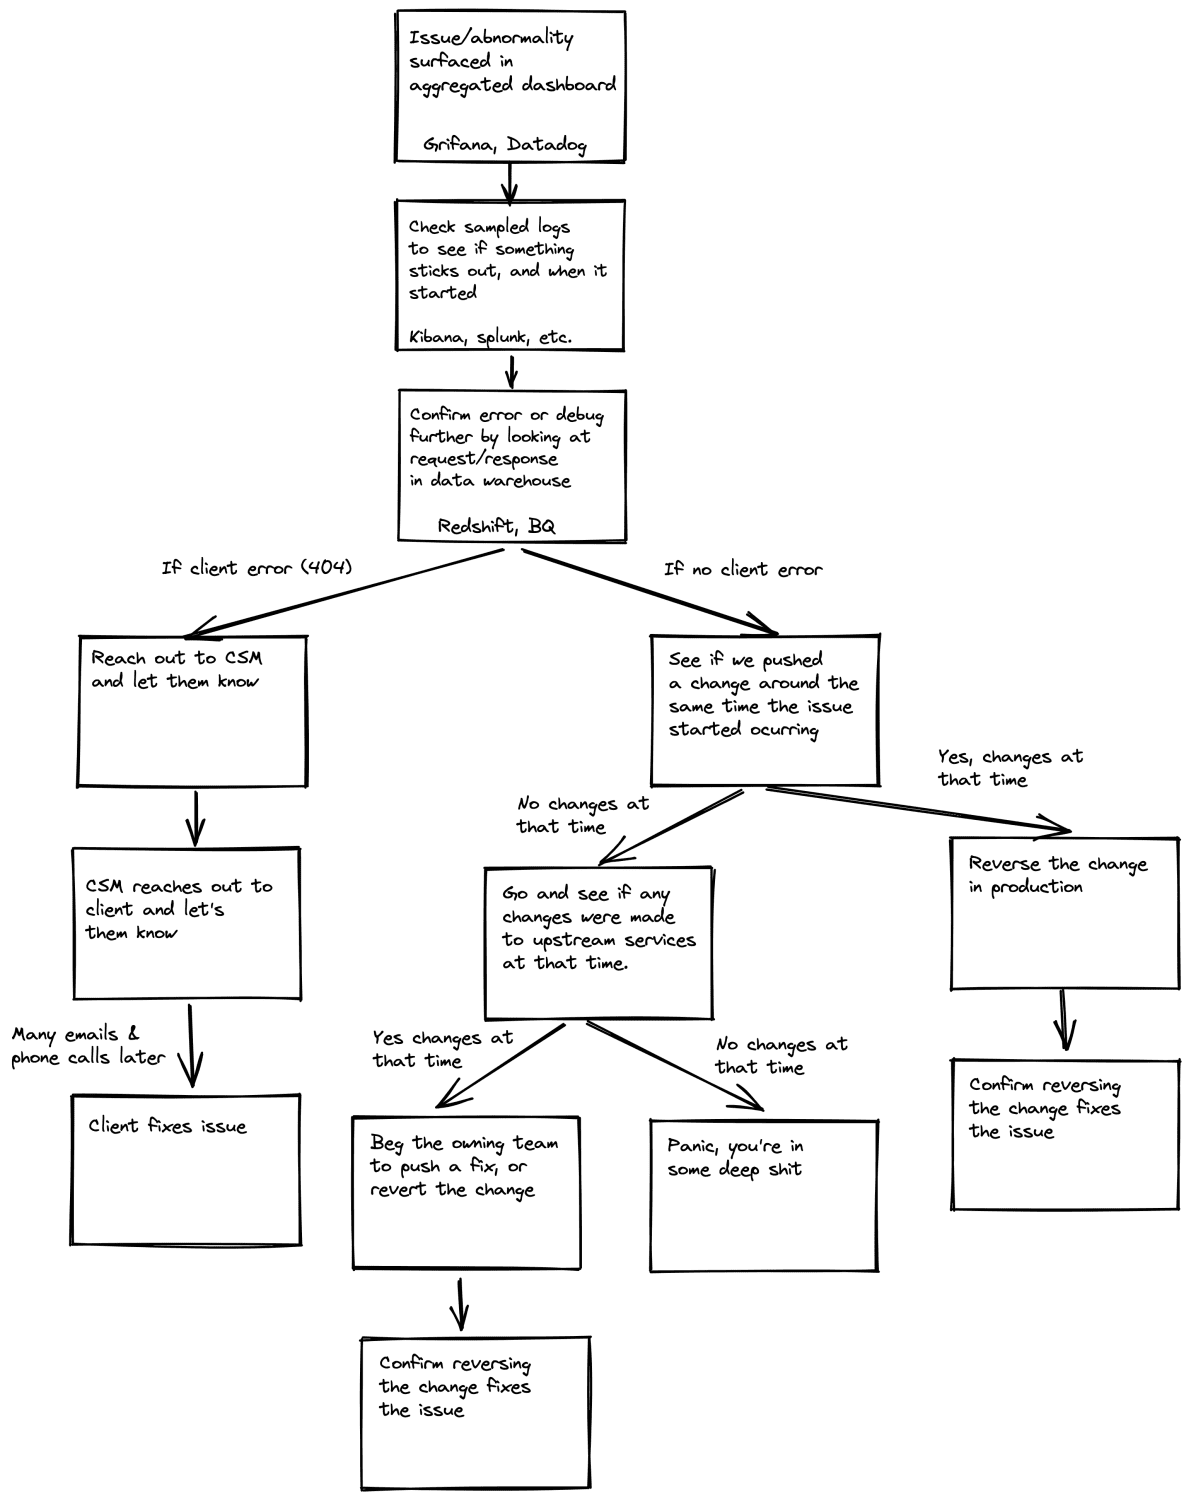 Issue/abnormality
surfaced in
aggregated dashboard
Grifana, Datadog
Check sampled logs
to see if something
sticks out, and when it
started
Kibana, splunk, etc.
Confirm error or debug
further by looking at
request/response
in data warehouse
Redshift, BQ
If client error (404)
If no client error
Reach out to CSM
and let them know
See if we pushed
a change around the
same time the issue
started ocurring
Yes, changes at
that time
No changes at
that time
CSM reaches out to
client and let's
them know
Go and see if any
changes were made
to upstream services
at that time.
Reverse the change
in production
Many emails &
phone calls later
Yes changes at
that time
No changes at
that time
Client fixes issue
Beg the owning team
to push a fix, or
revert the change
Panic, you're in
some deep shit
Confirm reversing
the change fixes
the issue
Confirm reversing
the change fixes
the issue